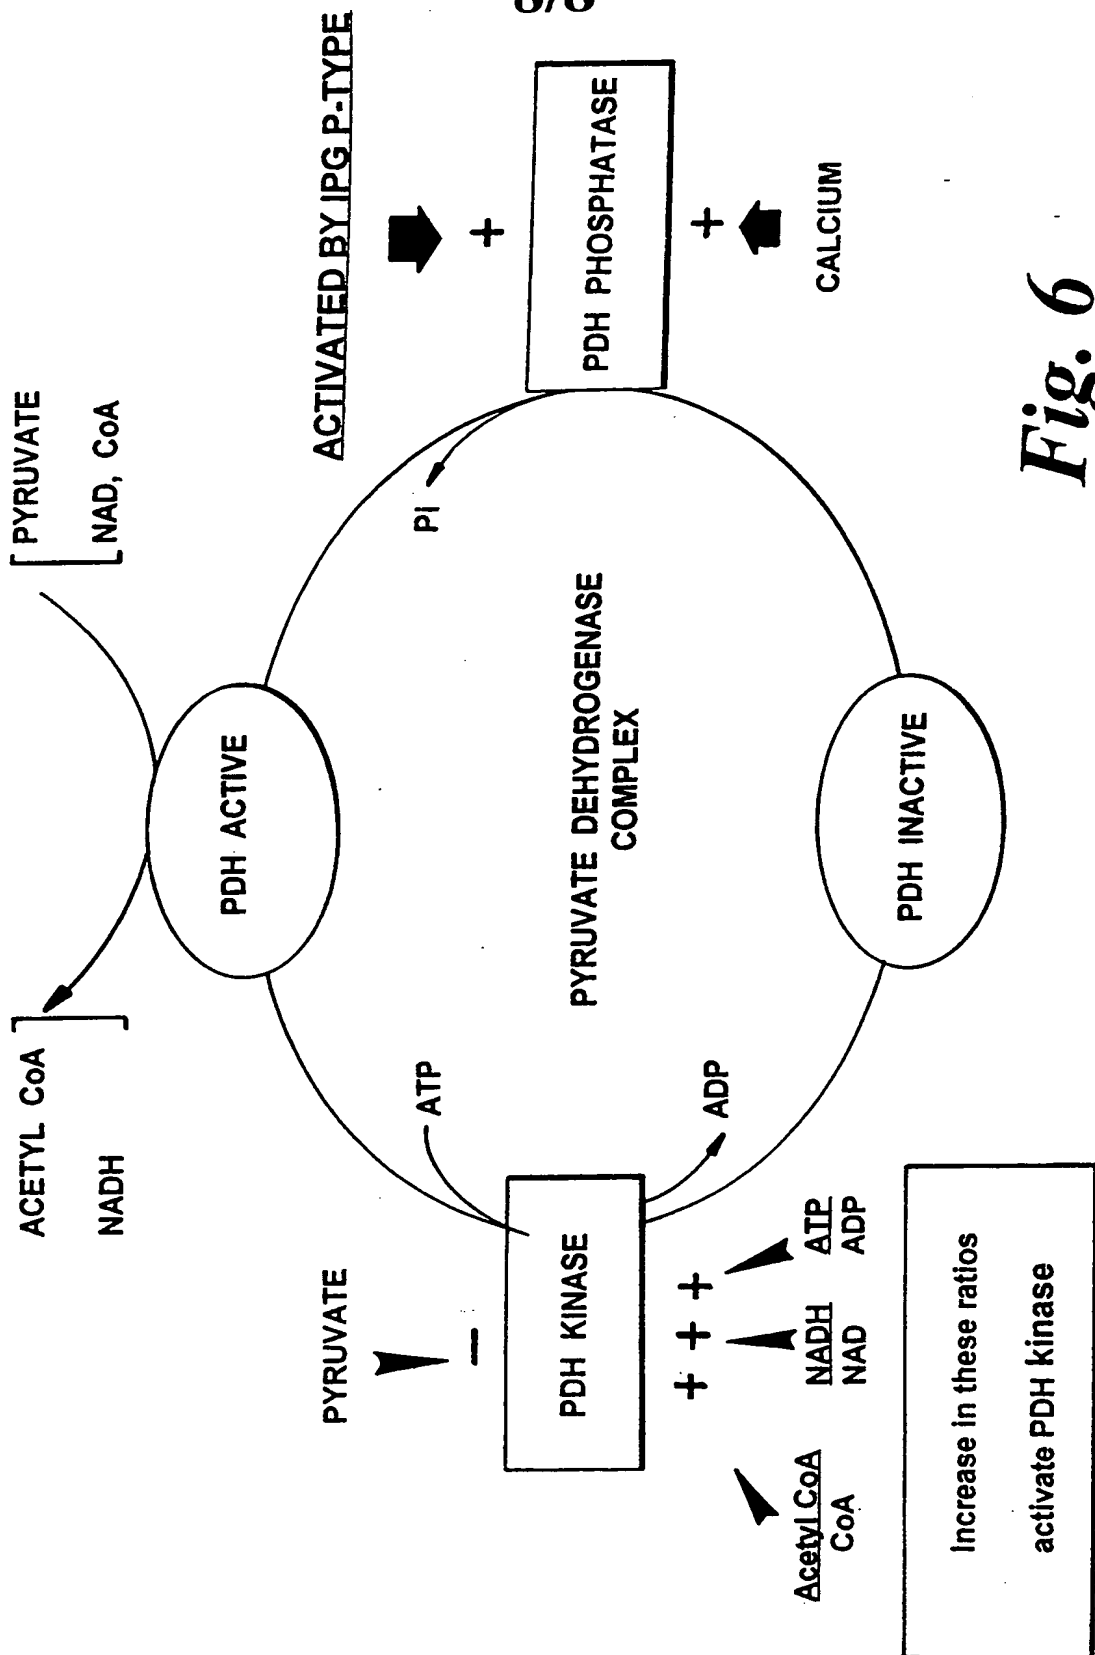 8/8
ACETYL CoA
NADH
PYRUVATE
NAD, CoA
PDH ACTIVE
PYRUVATE
ATP
PI
ACTIVATED BY IPG P-TYPE
–
+
PDH KINASE
PYRUVATE DEHYDROGENASE
COMPLEX
PDH PHOSPHATASE
+ + +
+
ADP
Acetyl CoA
CoA
NADH
NAD
ATP
ADP
CALCIUM
PDH INACTIVE
Increase in these ratios
activate PDH kinase
Fig. 6